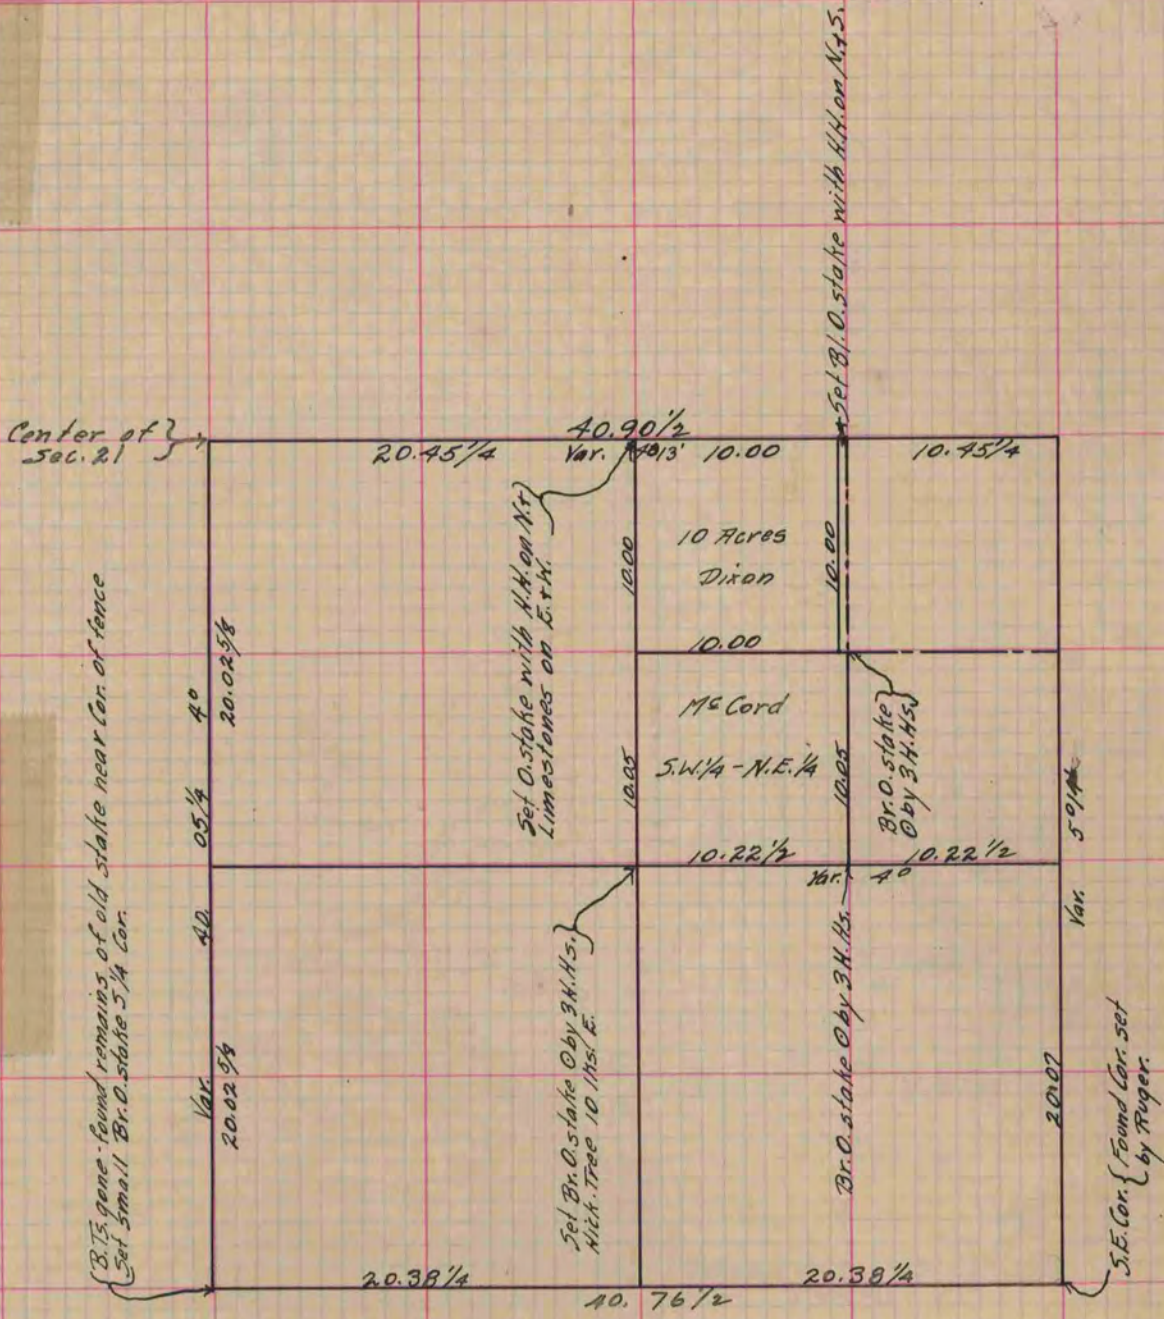 Set Bl. O. stake with H.H. on N. + S.
Center of
Sec. 21
40.90 1/2
20.45 1/4
Var. 4° 13'
10.00
10.45 1/4
Set O. stake with H.H. on N. +
Limestones on E. + W.
10.00
10 Acres
Dixon
10.00
10.00
20.02 5/8
Var. 40. 05 1/4 4°
Mc Cord
S.W. 1/4 - N.E. 1/4
10.05
10.05
Br. O. stake
O by 3 H.Hs.
10.22 1/2
10.22 1/2
Var. 4°
Var. 5° 14'
B.Ts. gone - found remains of old stake near Cor. of fence
Set small Br. O. stake S 1/4 Cor.
20.02 5/8
Set Br. O. stake O by 3 H.Hs.
Hick. Tree 10 lks. E.
Br. O. stake O by 3 H.Hs.
20.07
S.E. Cor. { Found Cor. set
by Ruger.
20.38 1/4
20.38 1/4
40. 76 1/2